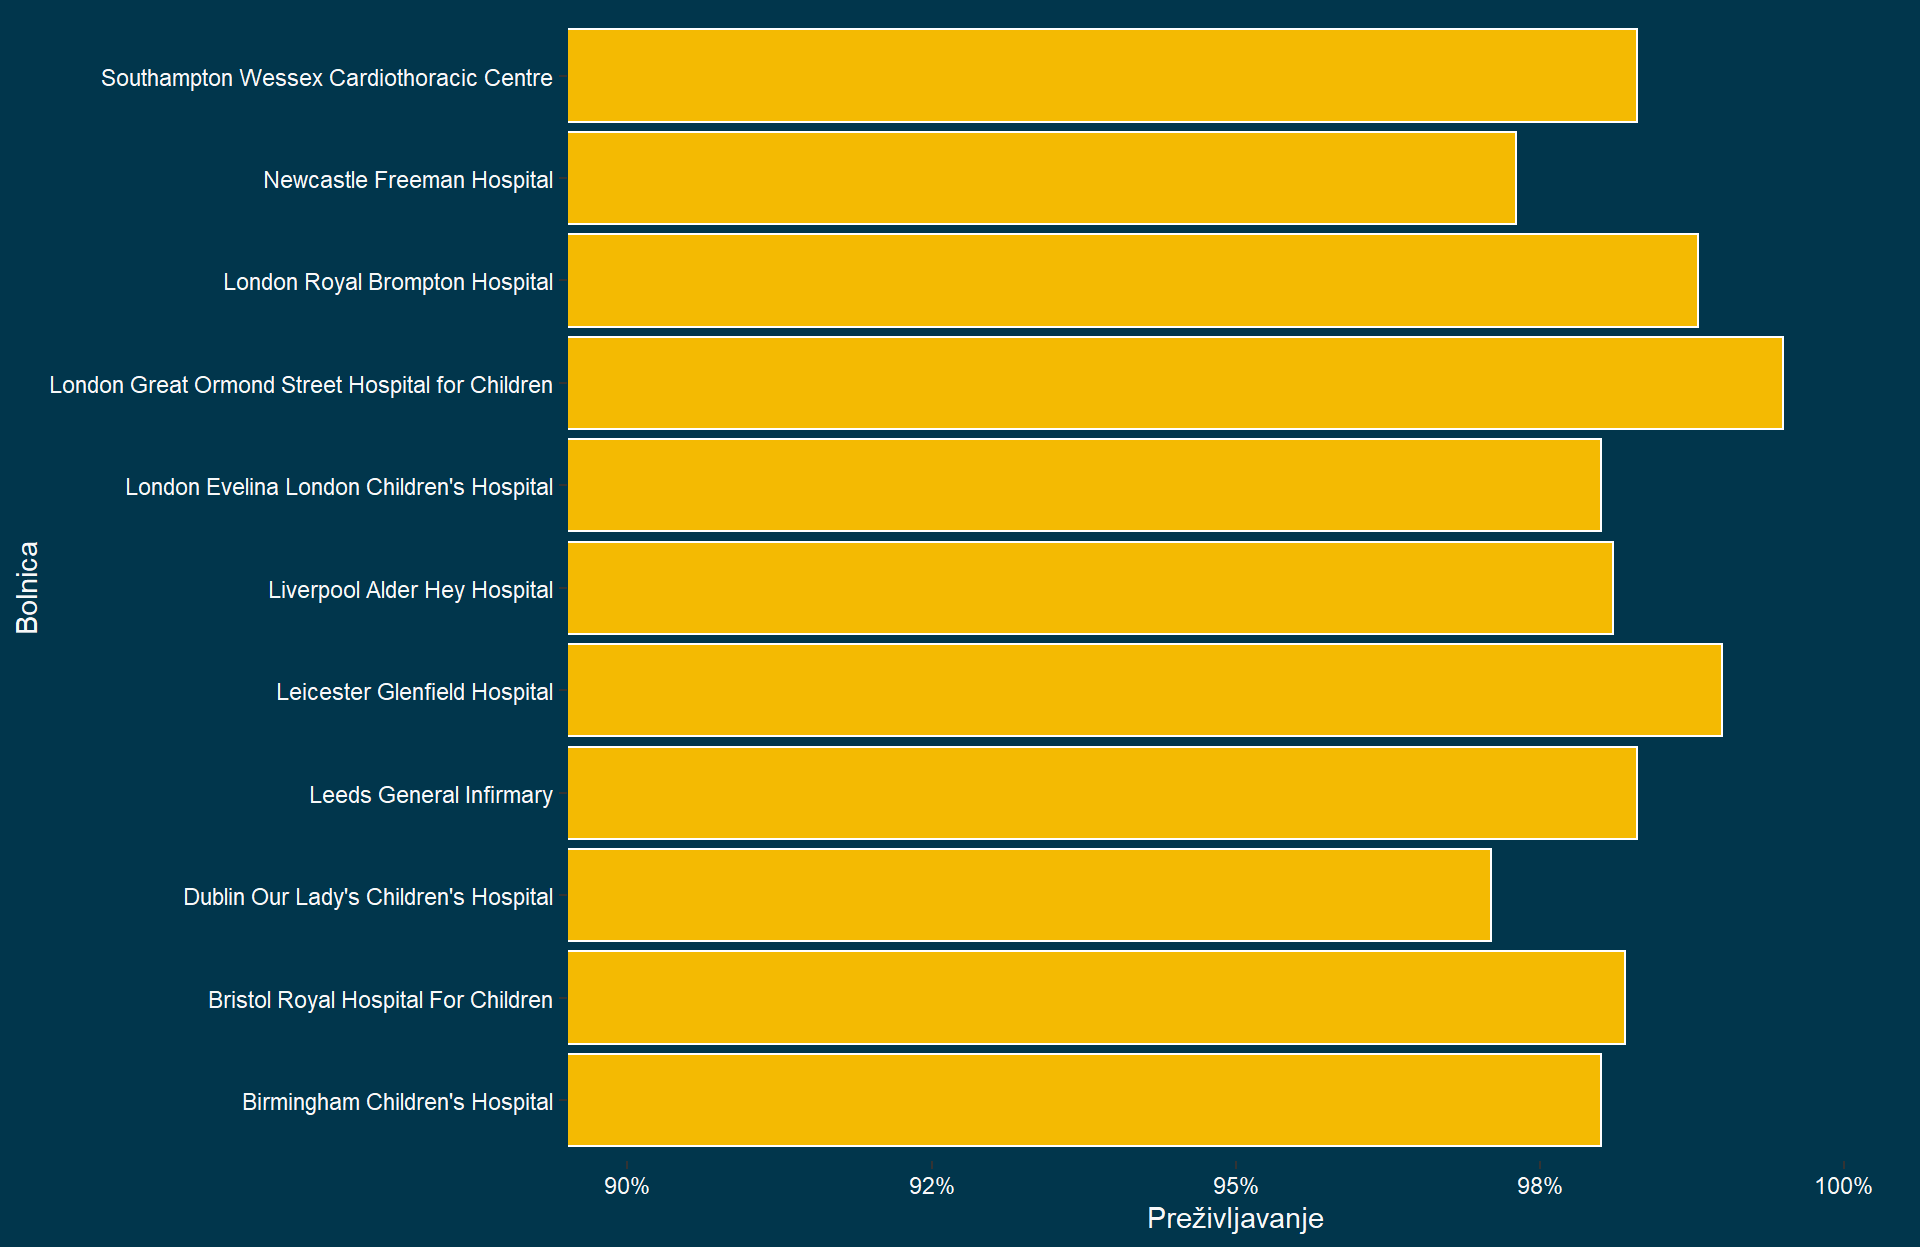 Southampton Wessex Cardiothoracic Centre
Newcastle Freeman Hospital
London Royal Brompton Hospital
London Great Ormond Street Hospital for Children
London Evelina London Children's Hospital
Liverpool Alder Hey Hospital
Leicester Glenfield Hospital
Leeds General Infirmary
Dublin Our Lady's Children's Hospital
Bristol Royal Hospital For Children
Birmingham Children's Hospital
Bolnica
90% 92% 95% 98% 100%
Preživljavanje